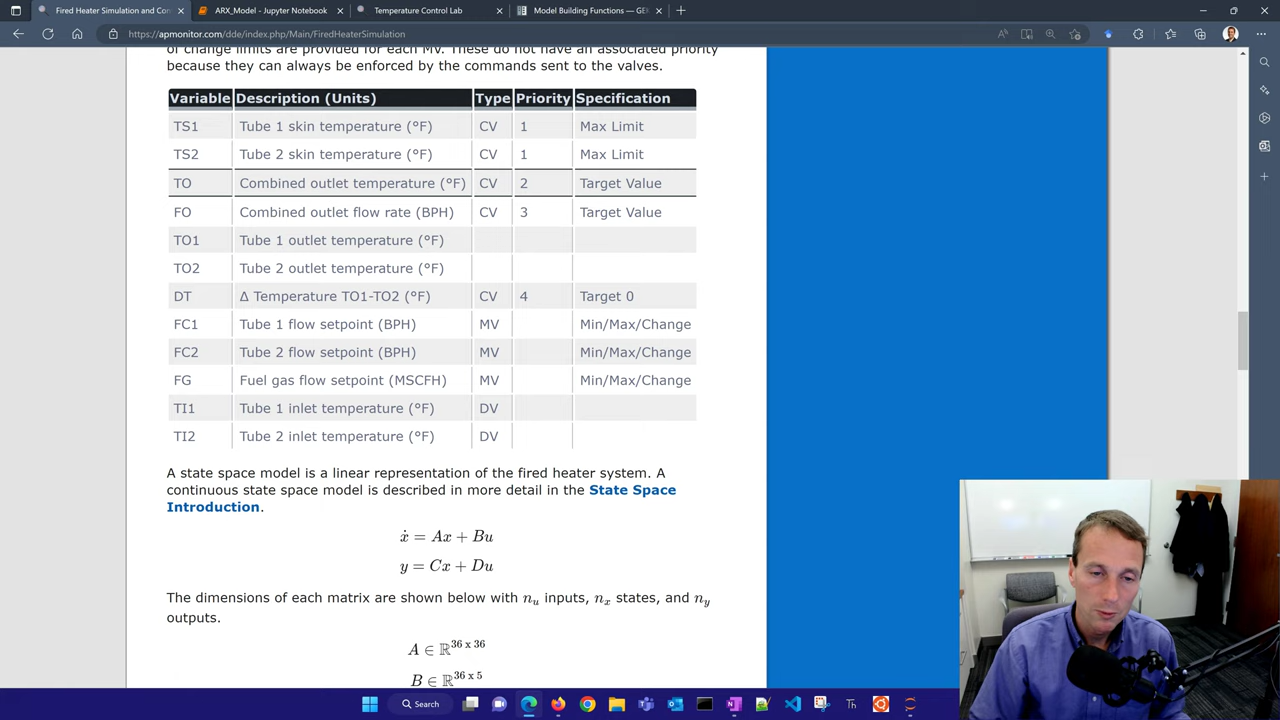 Fired Heater Simulation and Con
ARX_Model - Jupyter Notebook
Temperature Control Lab
Model Building Functions — GEK
https://apmonitor.com/dde/index.php/Main/FiredHeaterSimulation
of change limits are provided for each MV. These do not have an associated priority
because they can always be enforced by the commands sent to the valves.
Variable Description (Units) Type Priority Specification
TS1 Tube 1 skin temperature (°F) CV 1 Max Limit
TS2 Tube 2 skin temperature (°F) CV 1 Max Limit
TO Combined outlet temperature (°F) CV 2 Target Value
FO Combined outlet flow rate (BPH) CV 3 Target Value
TO1 Tube 1 outlet temperature (°F)
TO2 Tube 2 outlet temperature (°F)
DT Δ Temperature TO1-TO2 (°F) CV 4 Target 0
FC1 Tube 1 flow setpoint (BPH) MV Min/Max/Change
FC2 Tube 2 flow setpoint (BPH) MV Min/Max/Change
FG Fuel gas flow setpoint (MSCFH) MV Min/Max/Change
TI1 Tube 1 inlet temperature (°F) DV
TI2 Tube 2 inlet temperature (°F) DV
A state space model is a linear representation of the fired heater system. A
continuous state space model is described in more detail in the State Space
Introduction.
ẋ = Ax + Bu
y = Cx + Du
The dimensions of each matrix are shown below with n_u inputs, n_x states, and n_y
outputs.
A ∈ ℝ^36 x 36
B ∈ ℝ^36 x 5
Search
Th